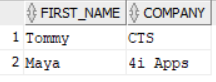 FIRST_NAME COMPANY
1 Tommy CTS
2 Maya 4i Apps